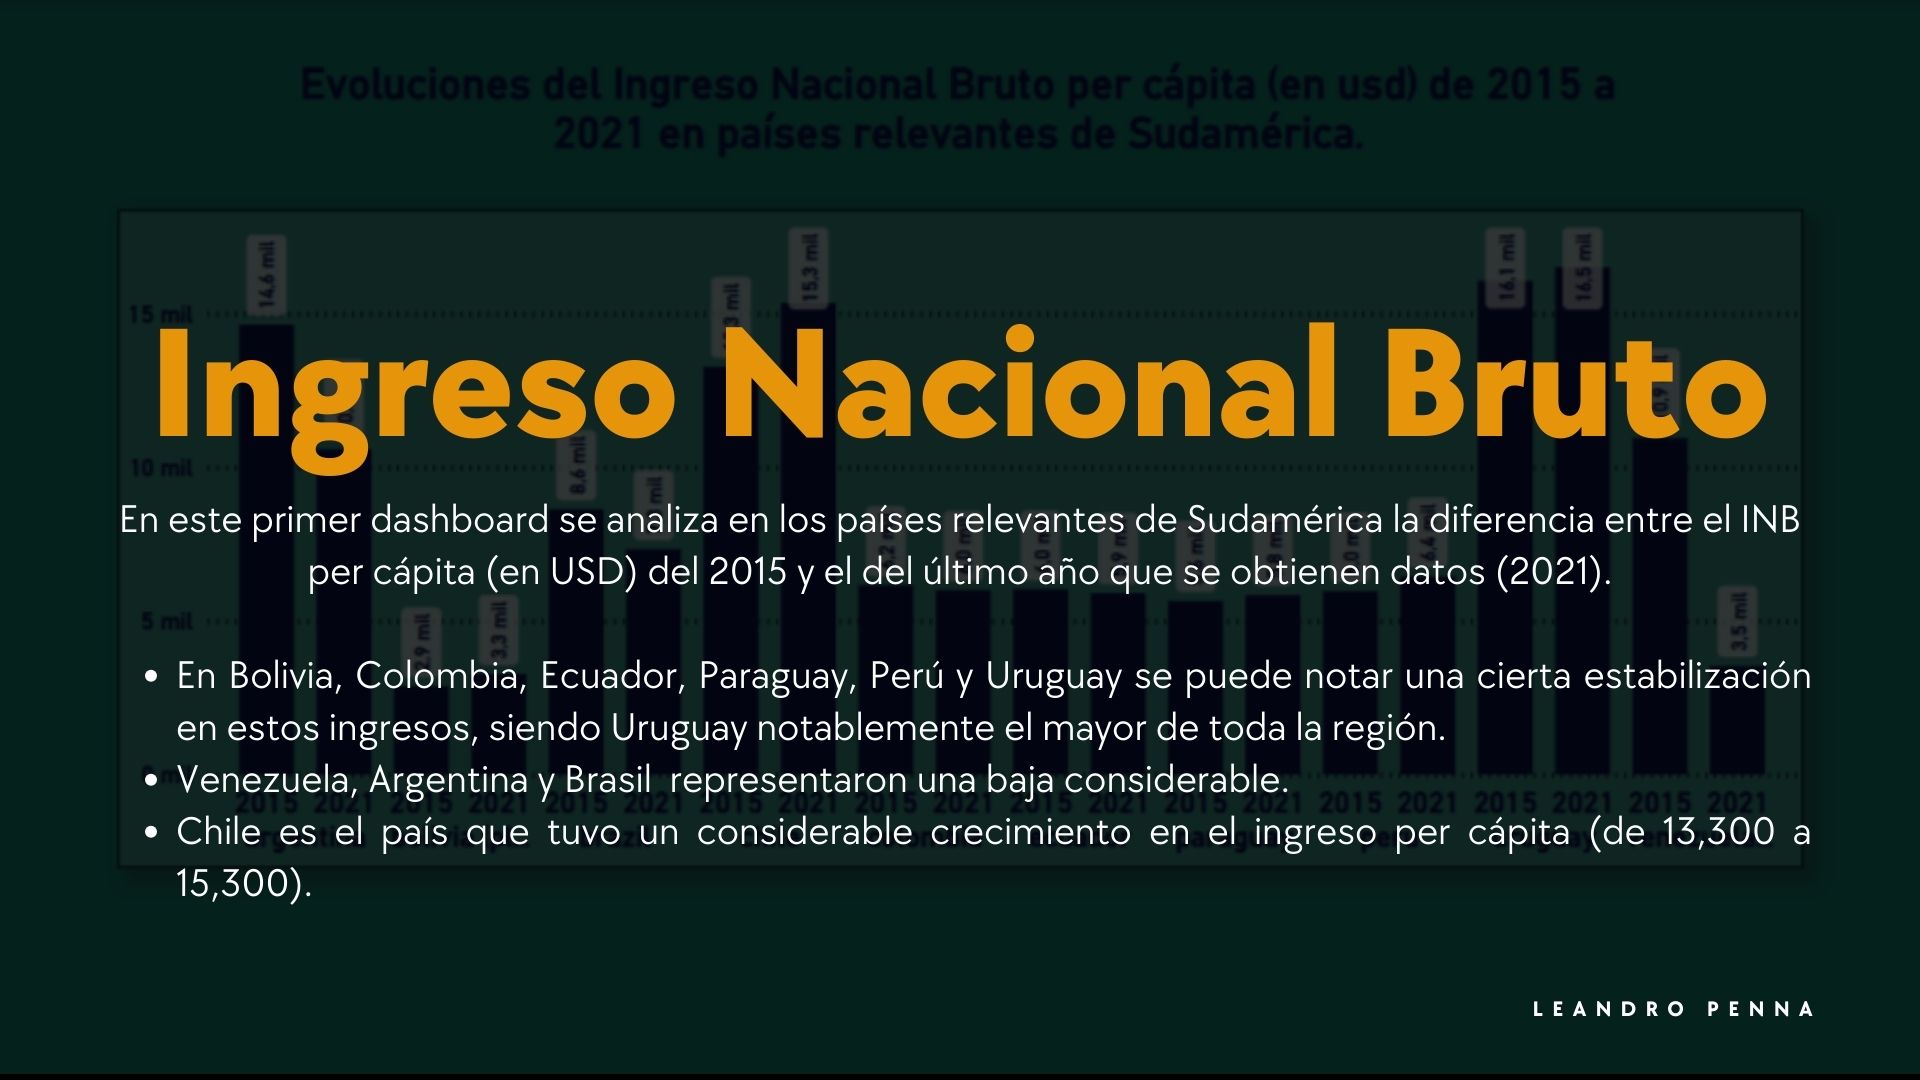 Evoluciones del Ingreso Nacional Bruto per cápita (en usd) de 2015 a
2021 en países relevantes de Sudamérica.
14,6 mil
15,3 mil
16,1 mil
16,5 mil
15 mil
Ingreso Nacional Bruto
8,6 mil
10 mil
En este primer dashboard se analiza en los países relevantes de Sudamérica la diferencia entre el INB
per cápita (en USD) del 2015 y el del último año que se obtienen datos (2021).
5 mil
2,9 mil
3,3 mil
6,4 mil
3,5 mil
• En Bolivia, Colombia, Ecuador, Paraguay, Perú y Uruguay se puede notar una cierta estabilización
en estos ingresos, siendo Uruguay notablemente el mayor de toda la región.
• Venezuela, Argentina y Brasil representaron una baja considerable.
2015 2021 2015 2021 2015 2021 2015 2021 2015 2021 2015 2021 2015 2021 2015 2021 2015 2021 2015 2021
• Chile es el país que tuvo un considerable crecimiento en el ingreso per cápita (de 13,300 a
15,300).
LEANDRO PENNA